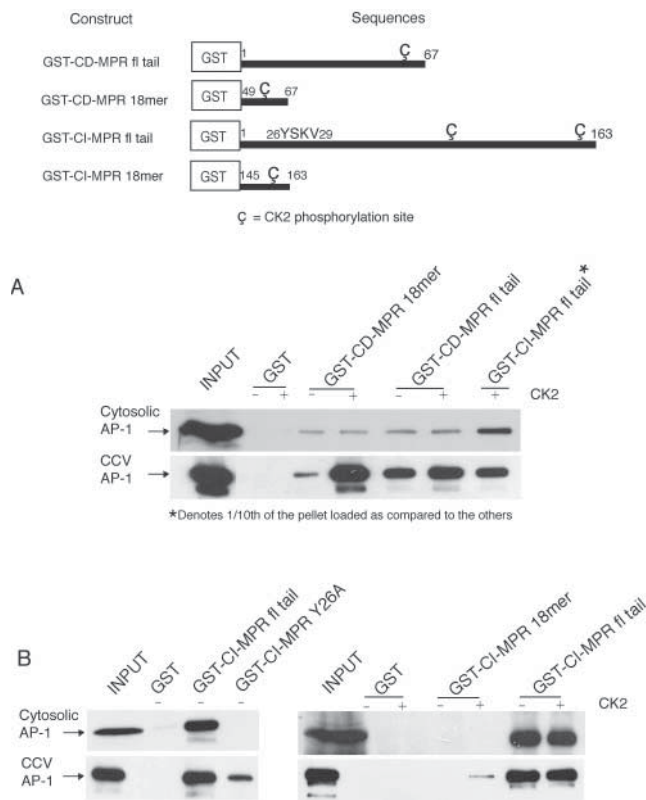 Construct Sequences
GST-CD-MPR fl tail GST 1 Ç 67
GST-CD-MPR 18mer GST 49 Ç 67
GST-CI-MPR fl tail GST 1 26YSKV29 Ç Ç 163
GST-CI-MPR 18mer GST 145 Ç 163
Ç = CK2 phosphorylation site
A
INPUT GST GST-CD-MPR 18mer GST-CD-MPR fl tail GST-CI-MPR fl tail*
– + – + – + + CK2
Cytosolic
AP-1
CCV
AP-1
*Denotes 1/10th of the pellet loaded as compared to the others
B
INPUT GST GST-CI-MPR fl tail GST-CI-MPR Y26A INPUT GST GST-CI-MPR 18mer GST-CI-MPR fl tail
– – – – + – + – + CK2
Cytosolic
AP-1
CCV
AP-1